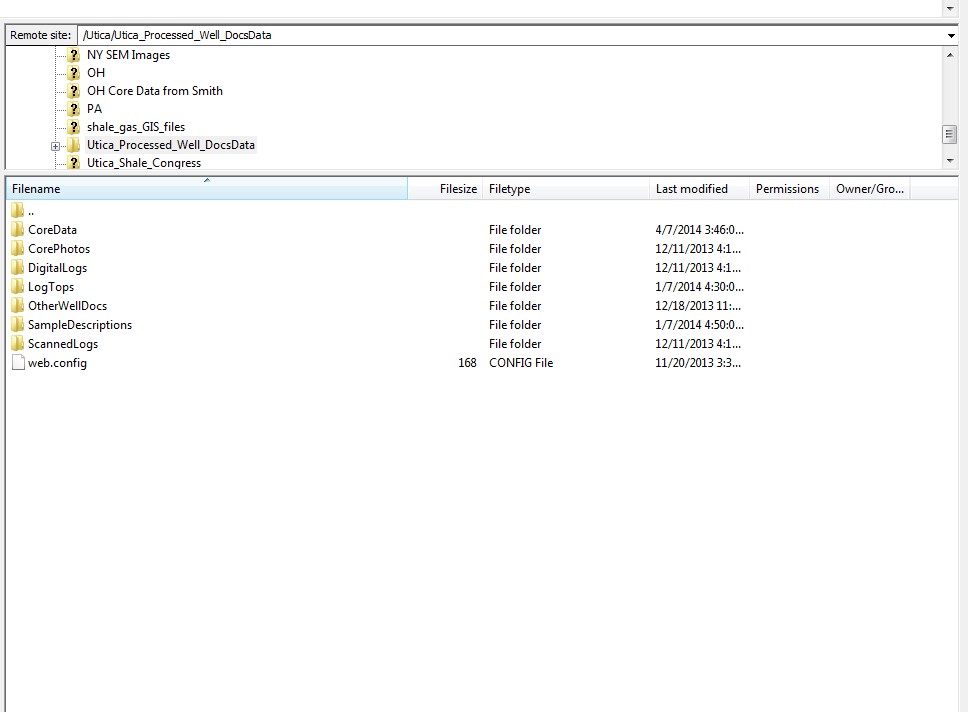 Remote site: /Utica/Utica_Processed_Well_DocsData
NY SEM Images
OH
OH Core Data from Smith
PA
shale_gas_GIS_files
Utica_Processed_Well_DocsData
Utica_Shale_Congress
Filename Filesize Filetype Last modified Permissions Owner/Gro...
..
CoreData File folder 4/7/2014 3:46:0...
CorePhotos File folder 12/11/2013 4:1...
DigitalLogs File folder 12/11/2013 4:1...
LogTops File folder 1/7/2014 4:30:0...
OtherWellDocs File folder 12/18/2013 11:...
SampleDescriptions File folder 1/7/2014 4:50:0...
ScannedLogs File folder 12/11/2013 4:1...
web.config 168 CONFIG File 11/20/2013 3:3...